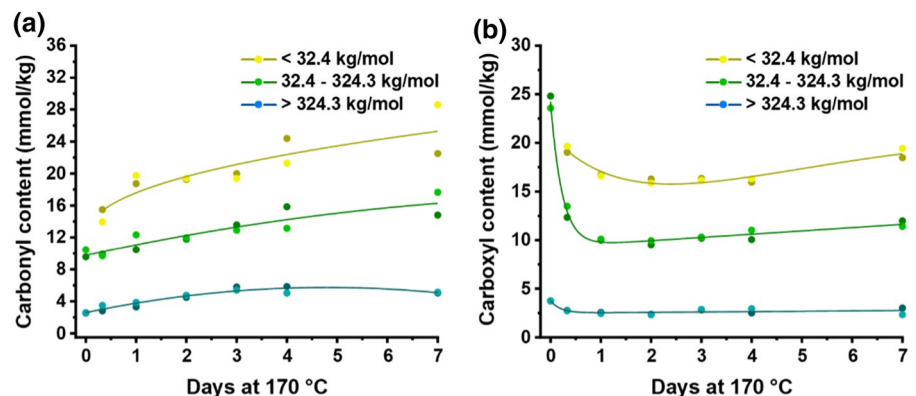 (a)
Carbonyl content (mmol/kg)
36
32
28
24
20
16
12
8
4
0
< 32.4 kg/mol
32.4 - 324.3 kg/mol
> 324.3 kg/mol
0 1 2 3 4 5 6 7
Days at 170 °C
(b)
Carboxyl content (mmol/kg)
30
25
20
15
10
5
0
< 32.4 kg/mol
32.4 - 324.3 kg/mol
> 324.3 kg/mol
0 1 2 3 4 5 6 7
Days at 170 °C